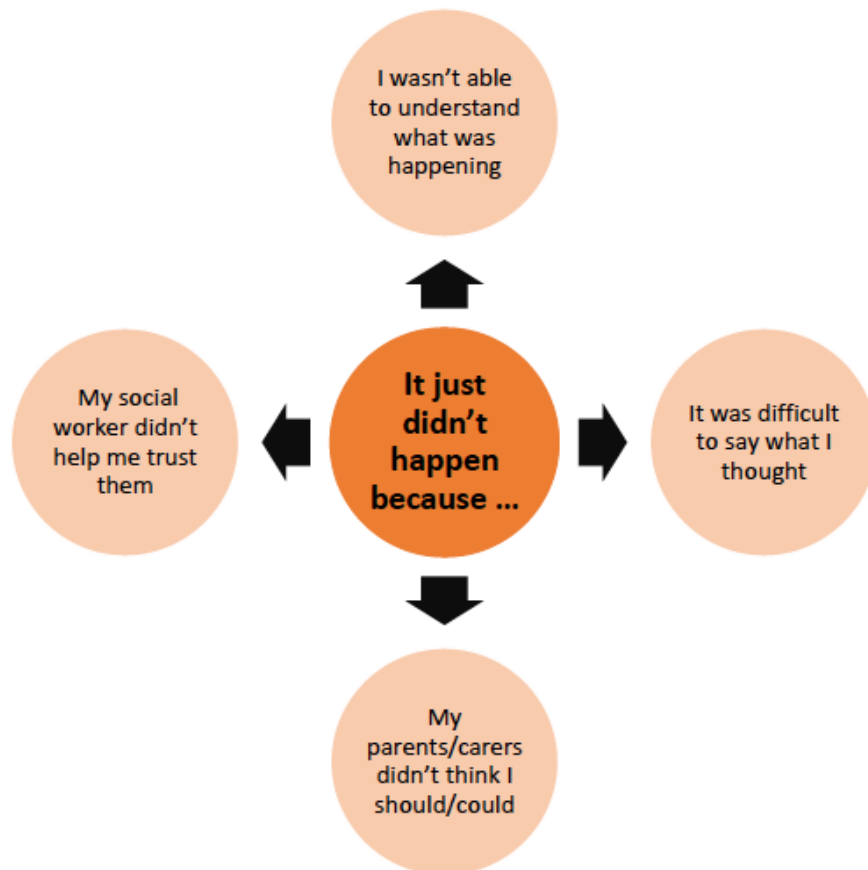 I wasn't able
to understand
what was
happening
My social
worker didn't
help me trust
them
It just
didn't
happen
because ...
It was difficult
to say what I
thought
My
parents/carers
didn't think I
should/could